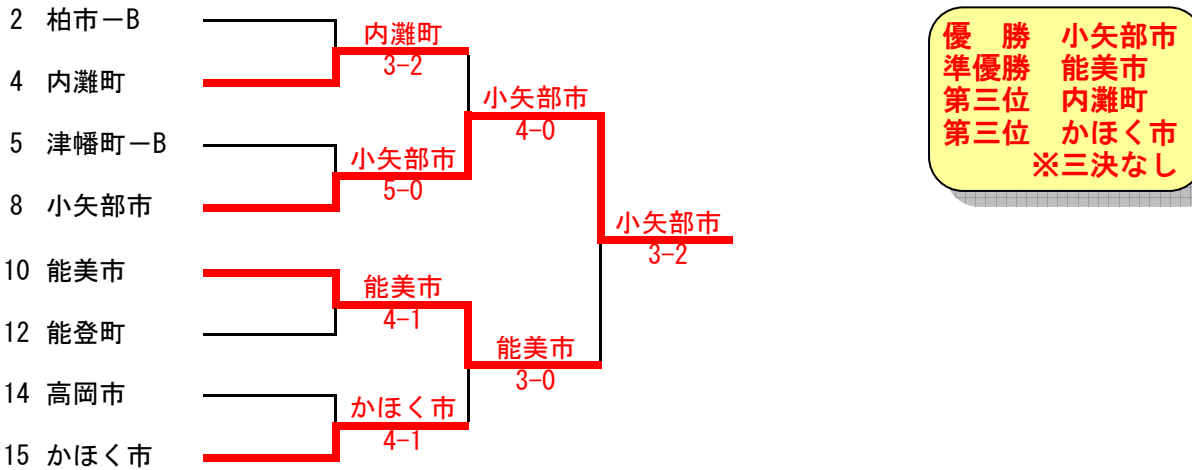 2 柏市－B
4 内灘町
5 津幡町－B
8 小矢部市
10 能美市
12 能登町
14 高岡市
15 かほく市
内灘町
3-2
小矢部市
5-0
能美市
4-1
かほく市
4-1
小矢部市
4-0
能美市
3-0
小矢部市
3-2
優　勝　小矢部市
準優勝　能美市
第三位　内灘町
第三位　かほく市
※三決なし